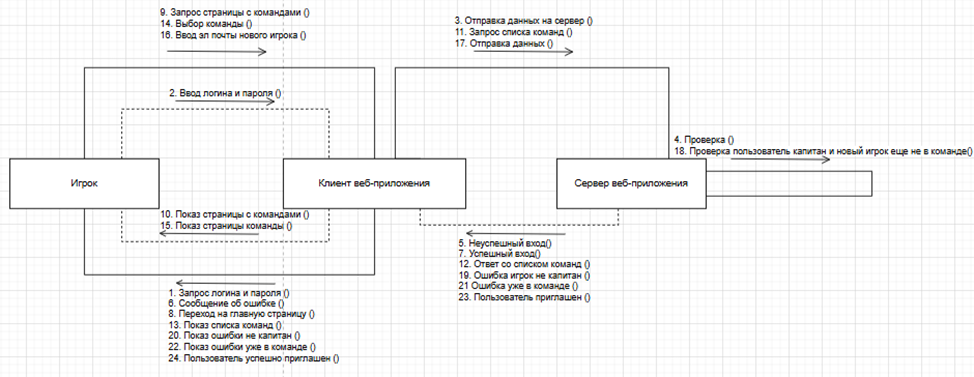 9. Запрос страницы с командами ()
14. Выбор команды ()
16. Ввод эл почты нового игрока ()
3. Отправка данных на сервер ()
11. Запрос списка команд ()
17. Отправка данных ()
2. Ввод логина и пароля ()
4. Проверка ()
18. Проверка пользователь капитан и новый игрок еще не в команде()
Игрок
Клиент веб-приложения
Сервер веб-приложения
10. Показ страницы с командами ()
15. Показ страницы команды ()
5. Неуспешный вход()
7. Успешный вход()
12. Ответ со списком команд ()
19. Ошибка игрок не капитан ()
21 Ошибка уже в команде ()
23. Пользователь приглашен ()
1. Запрос логина и пароля ()
6. Сообщение об ошибке ()
8. Переход на главную страницу ()
13. Показ списка команд ()
20. Показ ошибки не капитан ()
22. Показ ошибки уже в команде ()
24. Пользователь успешно приглашен ()